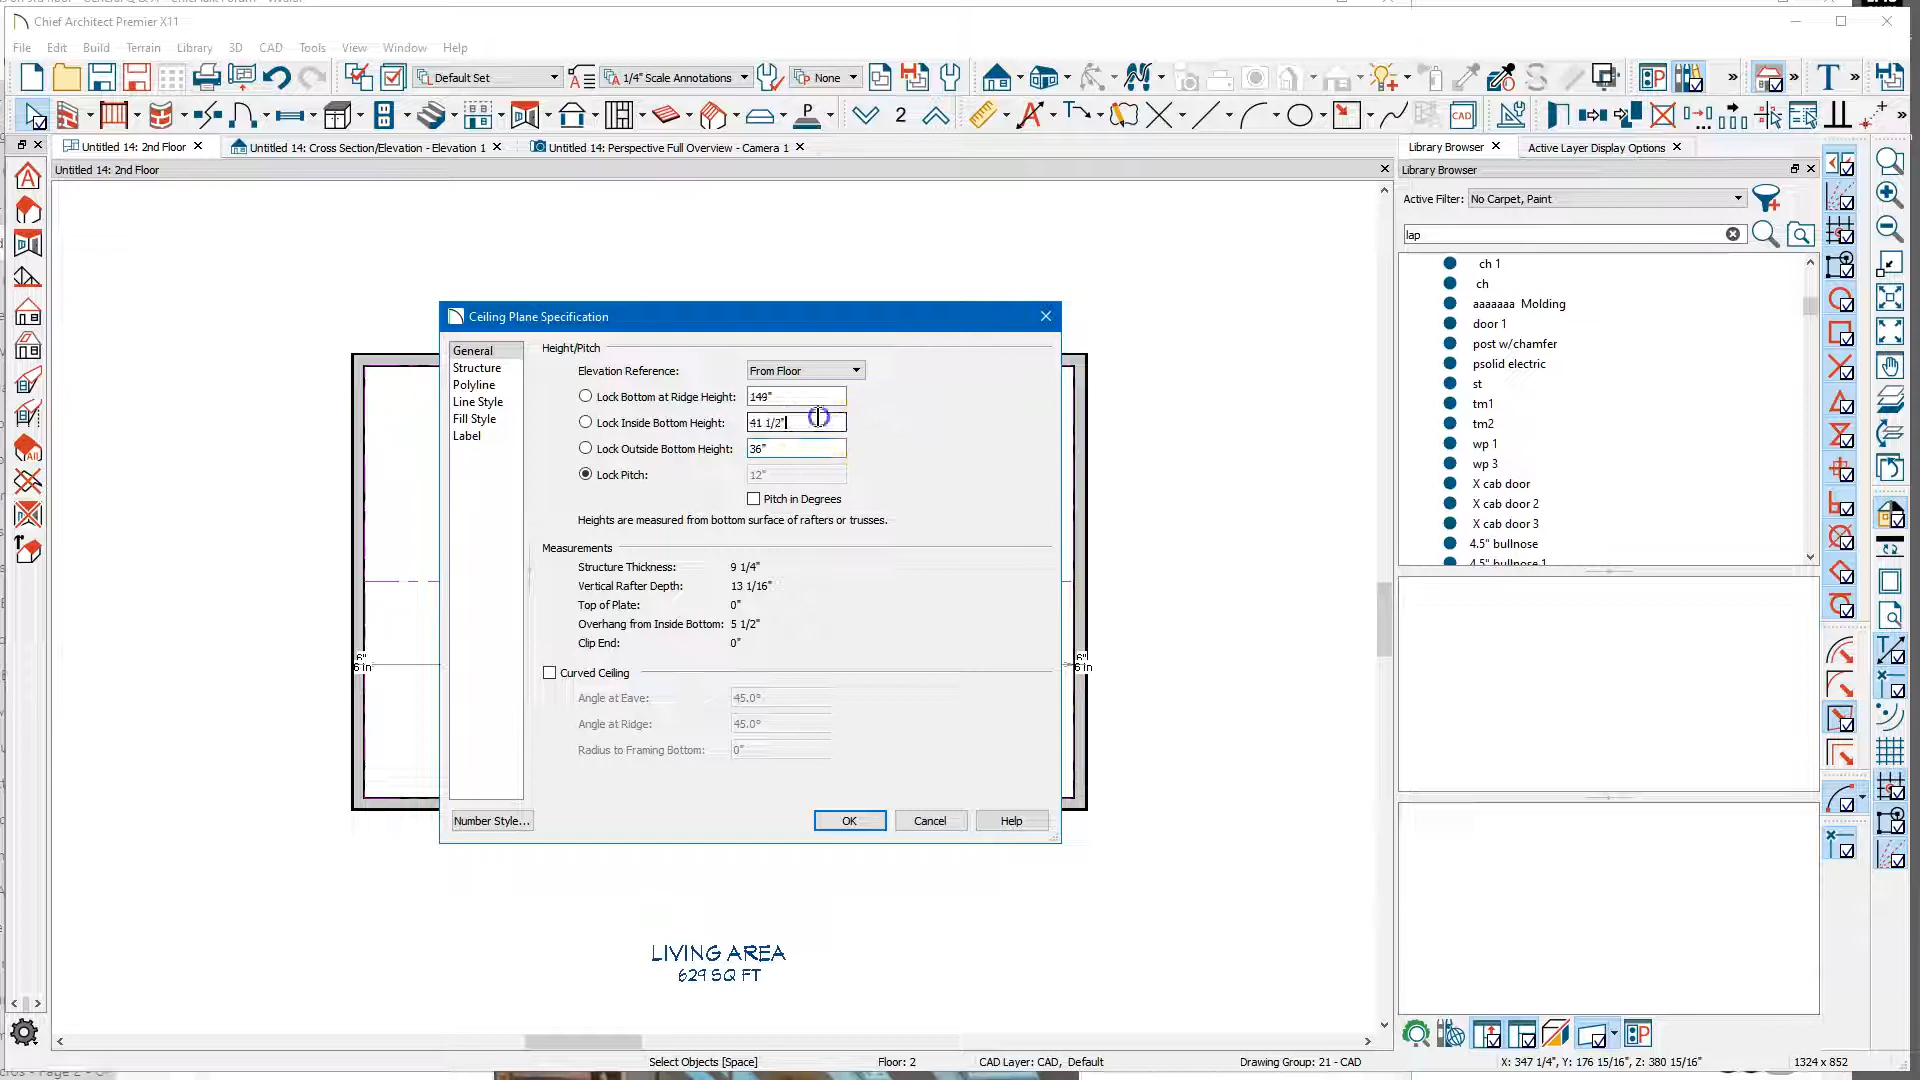 Chief Architect Premier X11
File Edit Build Terrain Library 3D CAD Tools View Window Help
Default Set 1/4" Scale Annotations None
2
Untitled 14: 2nd Floor Untitled 14: Cross Section/Elevation - Elevation 1 Untitled 14: Perspective Full Overview - Camera 1
Untitled 14: 2nd Floor
Library Browser Active Layer Display Options
Library Browser
Active Filter: No Carpet, Paint
lap
ch 1
ch
aaaaaaa Molding
door 1
post w/chamfer
psolid electric
st
tm1
tm2
wp 1
wp 3
X cab door
X cab door 2
X cab door 3
4.5" bullnose
4.5" bullnose 1
Ceiling Plane Specification
General
Structure
Polyline
Line Style
Fill Style
Label
Height/Pitch
Elevation Reference: From Floor
Lock Bottom at Ridge Height: 149"
Lock Inside Bottom Height: 41 1/2"
Lock Outside Bottom Height: 36"
Lock Pitch: 12"
Pitch in Degrees
Heights are measured from bottom surface of rafters or trusses.
Measurements
Structure Thickness: 9 1/4"
Vertical Rafter Depth: 13 1/16"
Top of Plate: 0"
Overhang from Inside Bottom: 5 1/2"
Clip End: 0"
Curved Ceiling
Angle at Eave: 45.0°
Angle at Ridge: 45.0°
Radius to Framing Bottom: 0"
Number Style... OK Cancel Help
6"
6 in
6"
6 in
LIVING AREA
629 SQ FT
Select Objects [Space] Floor: 2 CAD Layer: CAD, Default Drawing Group: 21 - CAD X: 347 1/4", Y: 176 15/16", Z: 380 15/16" 1324 x 852